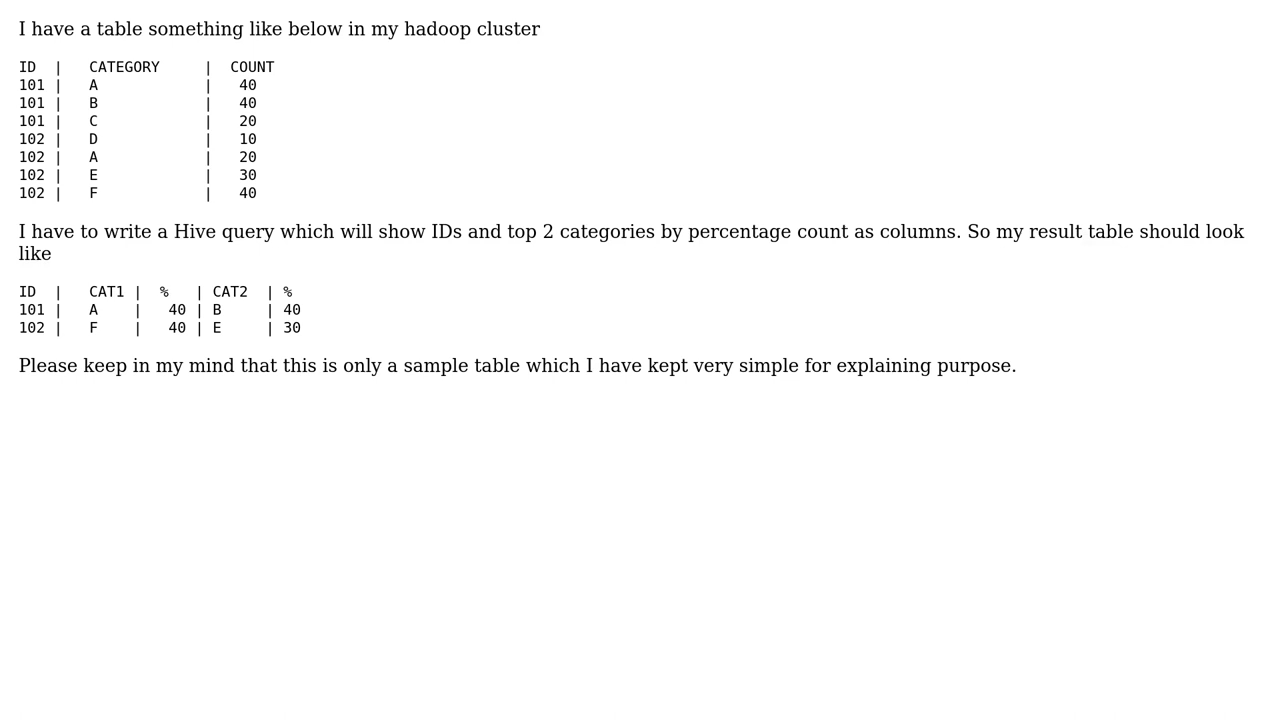 I have a table something like below in my hadoop cluster
ID  |   CATEGORY     |  COUNT
101 |   A            |   40
101 |   B            |   40
101 |   C            |   20
102 |   D            |   10
102 |   A            |   20
102 |   E            |   30
102 |   F            |   40
I have to write a Hive query which will show IDs and top 2 categories by percentage count as columns. So my result table should look
like
ID  |   CAT1 |  %   | CAT2  | %
101 |   A    |   40 | B     | 40
102 |   F    |   40 | E     | 30
Please keep in my mind that this is only a sample table which I have kept very simple for explaining purpose.